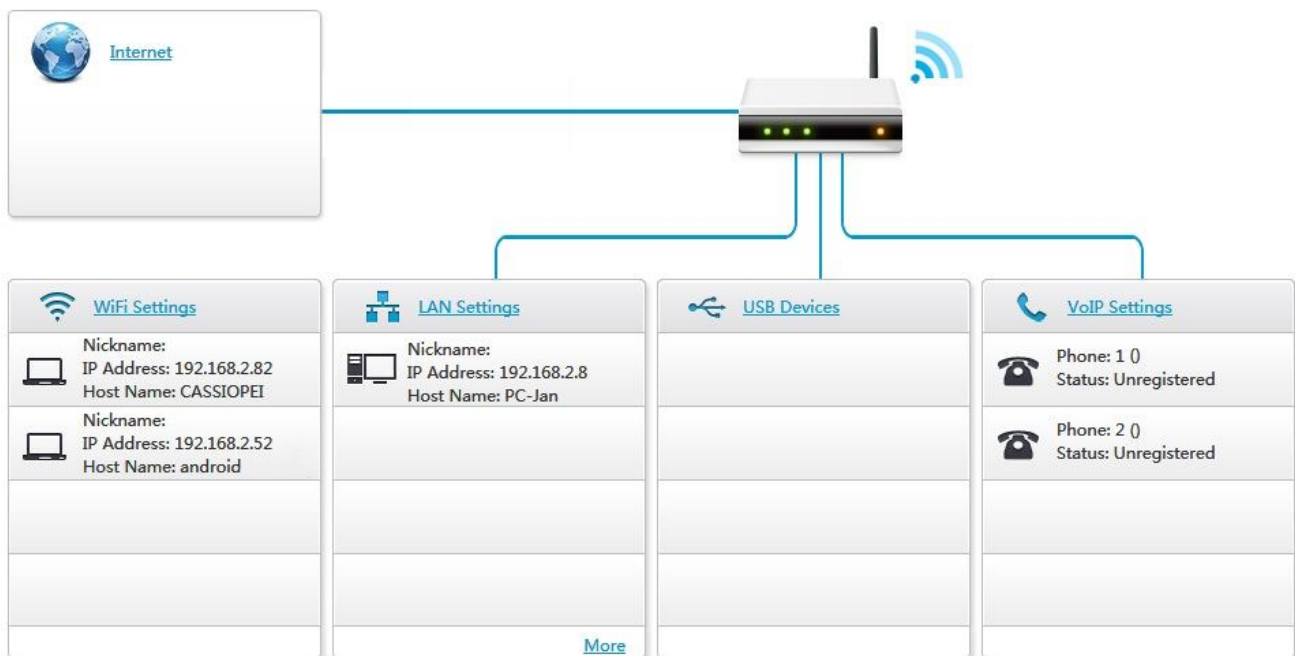 Internet
WiFi Settings
Nickname:
IP Address: 192.168.2.82
Host Name: CASSIOPEI
Nickname:
IP Address: 192.168.2.52
Host Name: android
LAN Settings
Nickname:
IP Address: 192.168.2.8
Host Name: PC-Jan
More
USB Devices
VoIP Settings
Phone: 1 ()
Status: Unregistered
Phone: 2 ()
Status: Unregistered